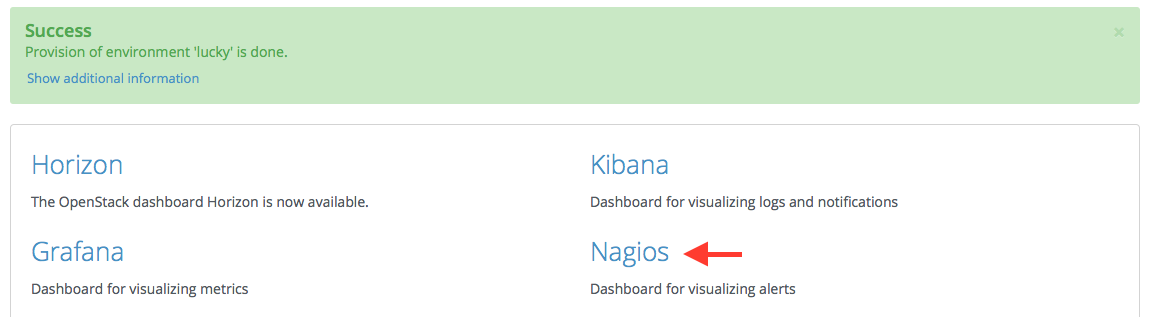 Success
×
Provision of environment 'lucky' is done.
Show additional information
Horizon
The OpenStack dashboard Horizon is now available.
Kibana
Dashboard for visualizing logs and notifications
Grafana
Dashboard for visualizing metrics
Nagios
Dashboard for visualizing alerts